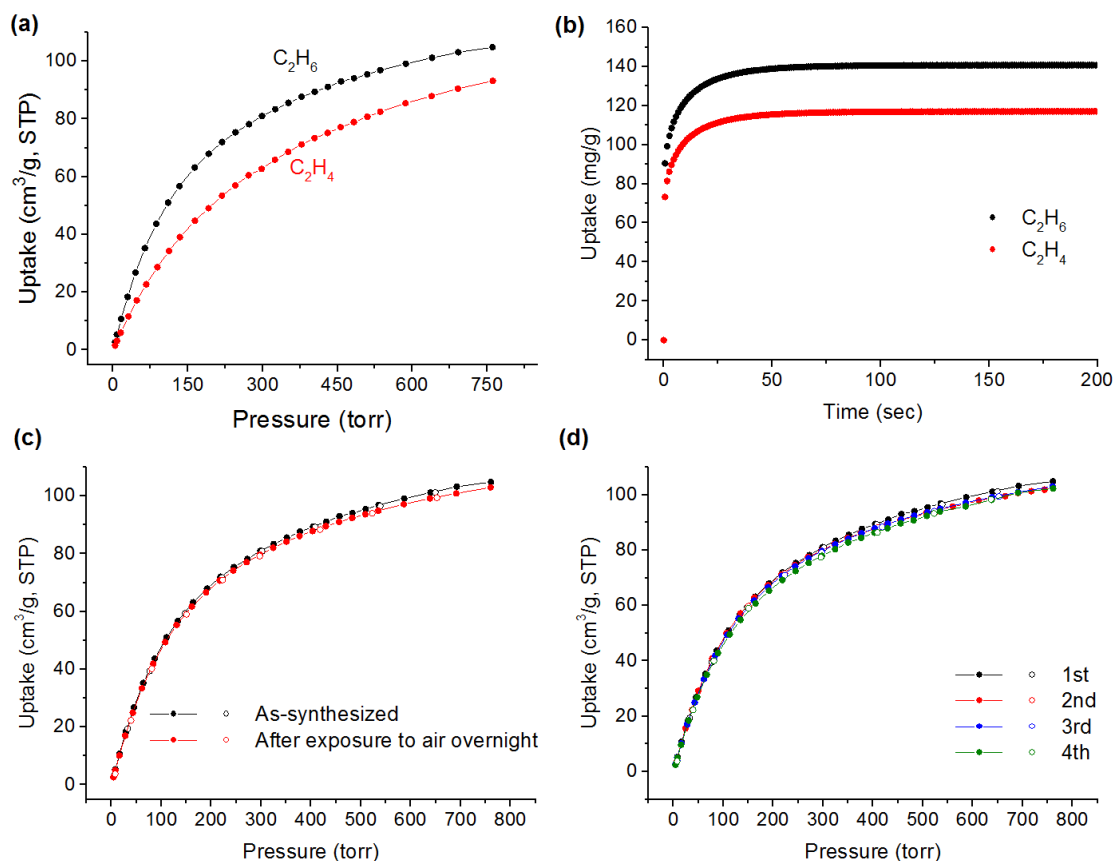 (a)
C₂H₆
C₂H₄
Uptake (cm³/g, STP)
100
80
60
40
20
0
0 150 300 450 600 750
Pressure (torr)
(b)
160
140
120
100
80
60
40
20
0
Uptake (mg/g)
C₂H₆
C₂H₄
0 50 100 150 200
Time (sec)
(c)
100
80
60
40
20
0
Uptake (cm³/g, STP)
As-synthesized
After exposure to air overnight
0 100 200 300 400 500 600 700 800
Pressure (torr)
(d)
100
80
60
40
20
0
Uptake (cm³/g, STP)
1st
2nd
3rd
4th
0 100 200 300 400 500 600 700 800
Pressure (torr)